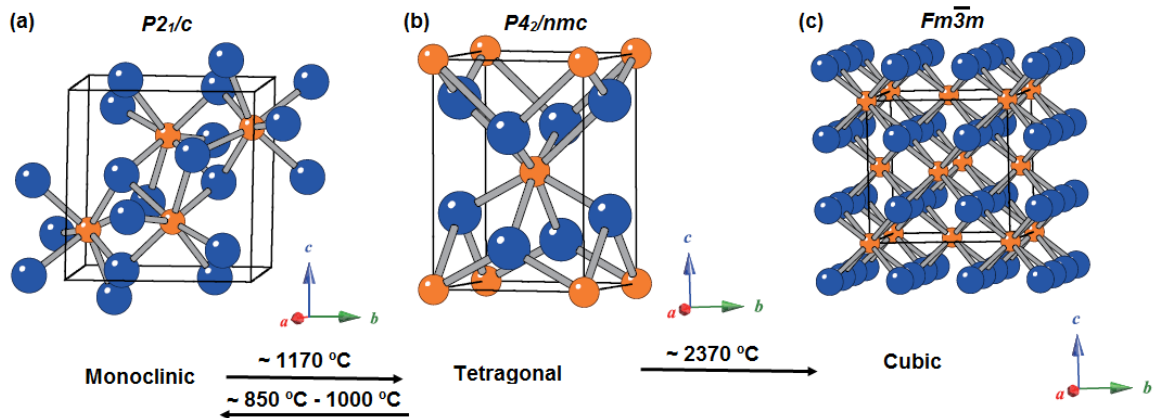 (a) P2₁/c
(b) P4₂/nmc
(c) Fm3̅m
c
a
b
c
a
b
c
a
b
Monoclinic
~ 1170 ºC
~ 850 ºC - 1000 ºC
Tetragonal
~ 2370 ºC
Cubic